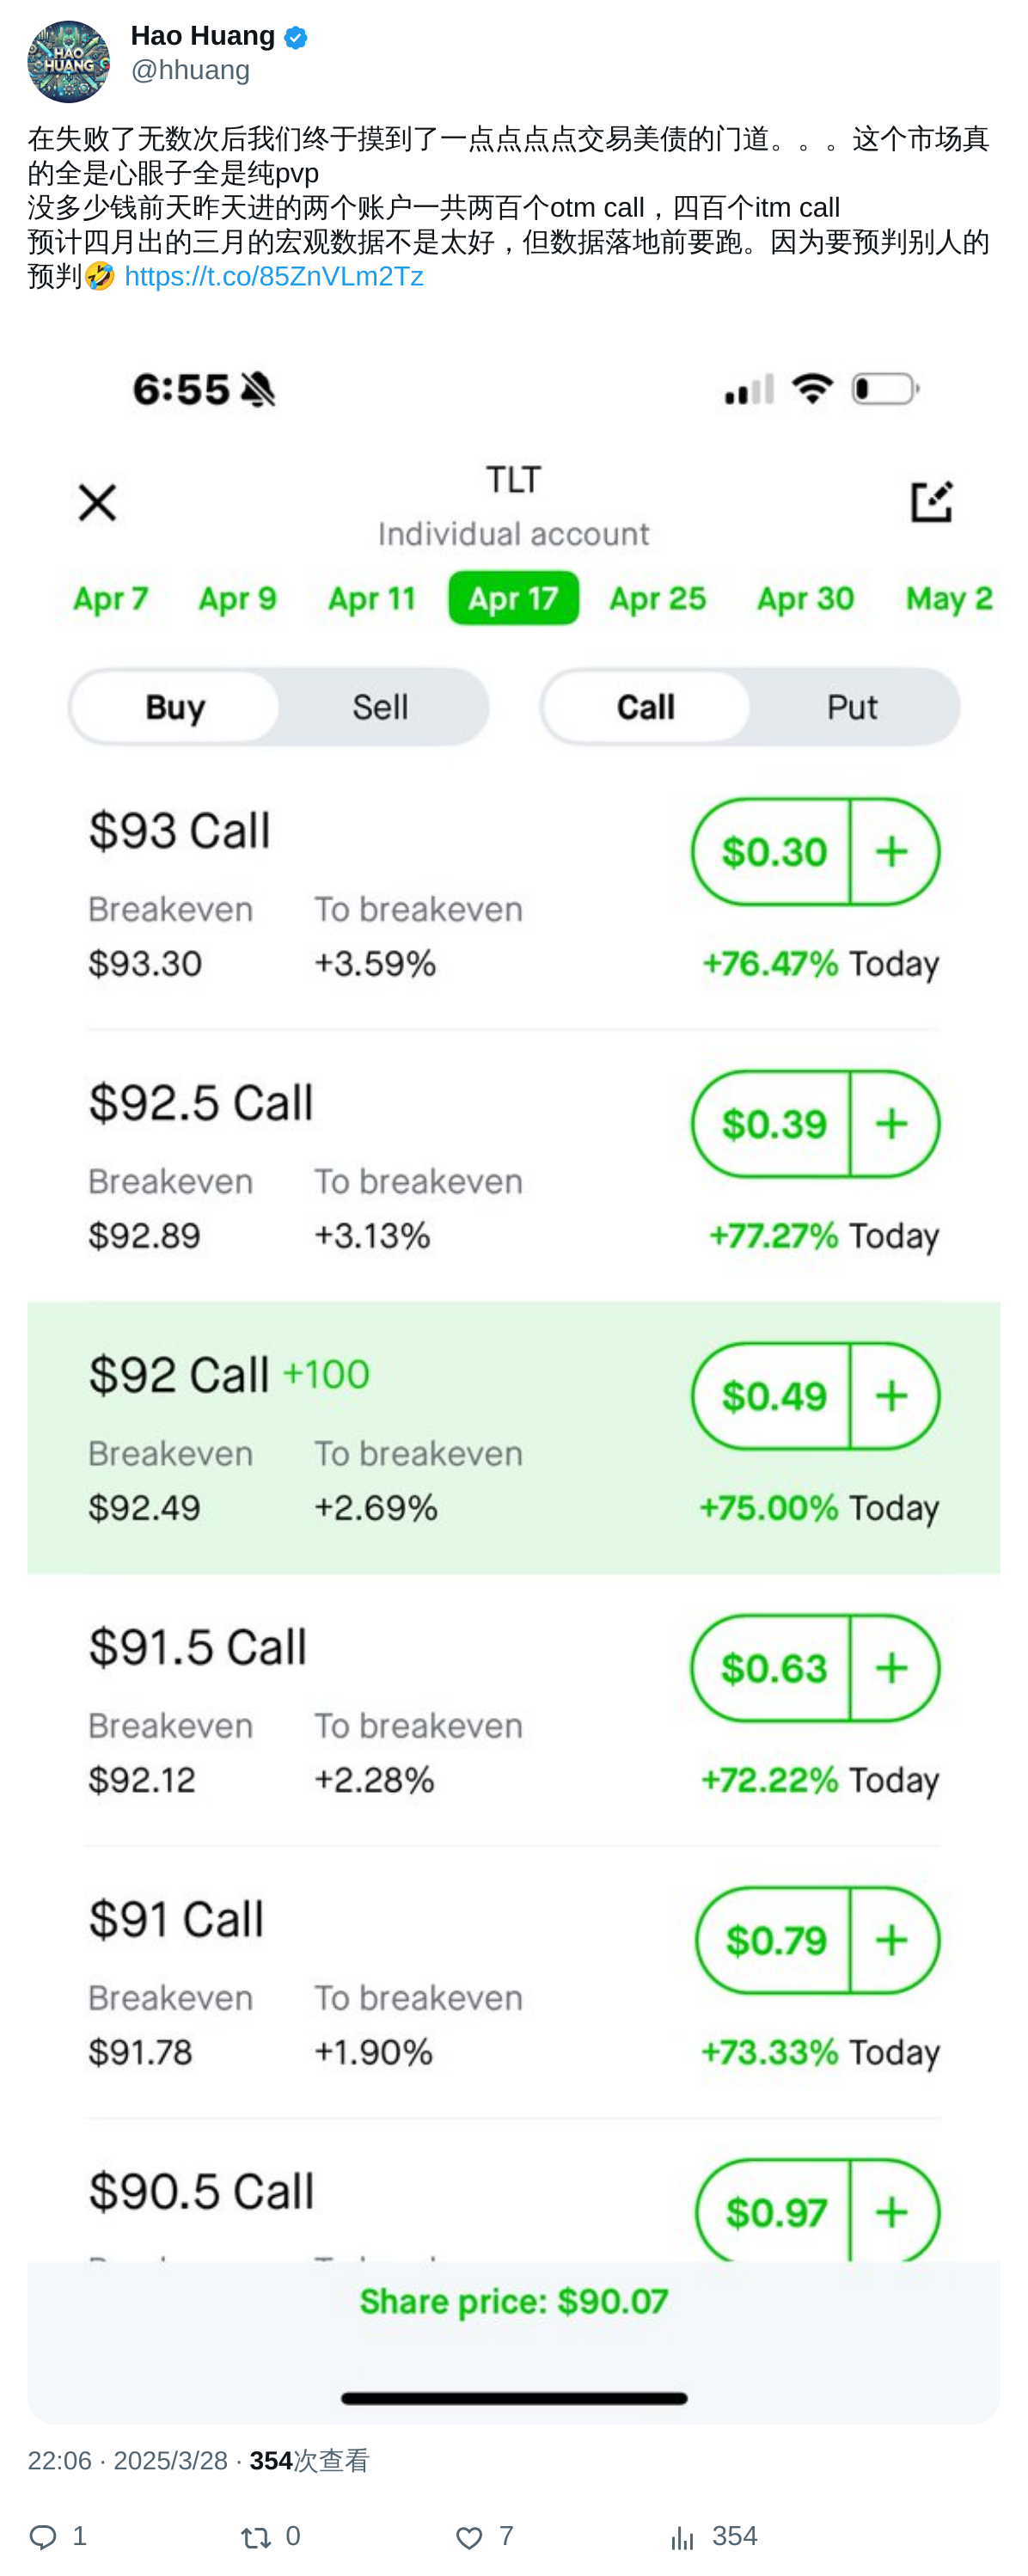 HAO
HUANG
Hao Huang
@hhuang
在失败了无数次后我们终于摸到了一点点点点交易美债的门道。。。这个市场真
的全是心眼子全是纯pvp
没多少钱前天昨天进的两个账户一共两百个otm call，四百个itm call
预计四月出的三月的宏观数据不是太好，但数据落地前要跑。因为要预判别人的
预判🤣 https://t.co/85ZnVLm2Tz
6:55
TLT
Individual account
Apr 7 Apr 9 Apr 11 Apr 17 Apr 25 Apr 30 May 2
Buy Sell Call Put
$93 Call $0.30 +
Breakeven To breakeven
$93.30 +3.59% +76.47% Today
$92.5 Call $0.39 +
Breakeven To breakeven
$92.89 +3.13% +77.27% Today
$92 Call +100 $0.49 +
Breakeven To breakeven
$92.49 +2.69% +75.00% Today
$91.5 Call $0.63 +
Breakeven To breakeven
$92.12 +2.28% +72.22% Today
$91 Call $0.79 +
Breakeven To breakeven
$91.78 +1.90% +73.33% Today
$90.5 Call $0.97 +
Share price: $90.07
22:06 · 2025/3/28 · 354次查看
1 0 7 354